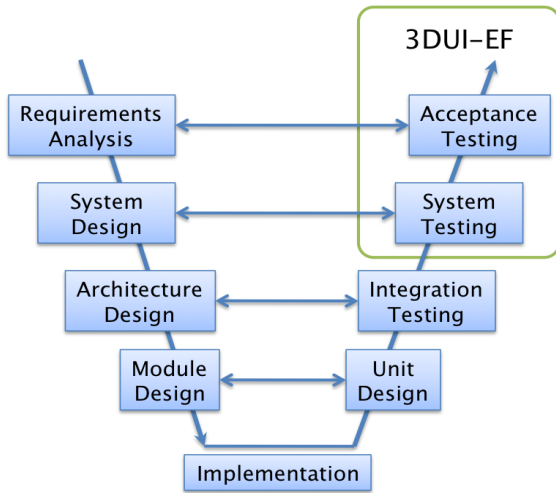 3DUI-EF
Requirements
Analysis
Acceptance
Testing
System
Design
System
Testing
Architecture
Design
Integration
Testing
Module
Design
Unit
Design
Implementation